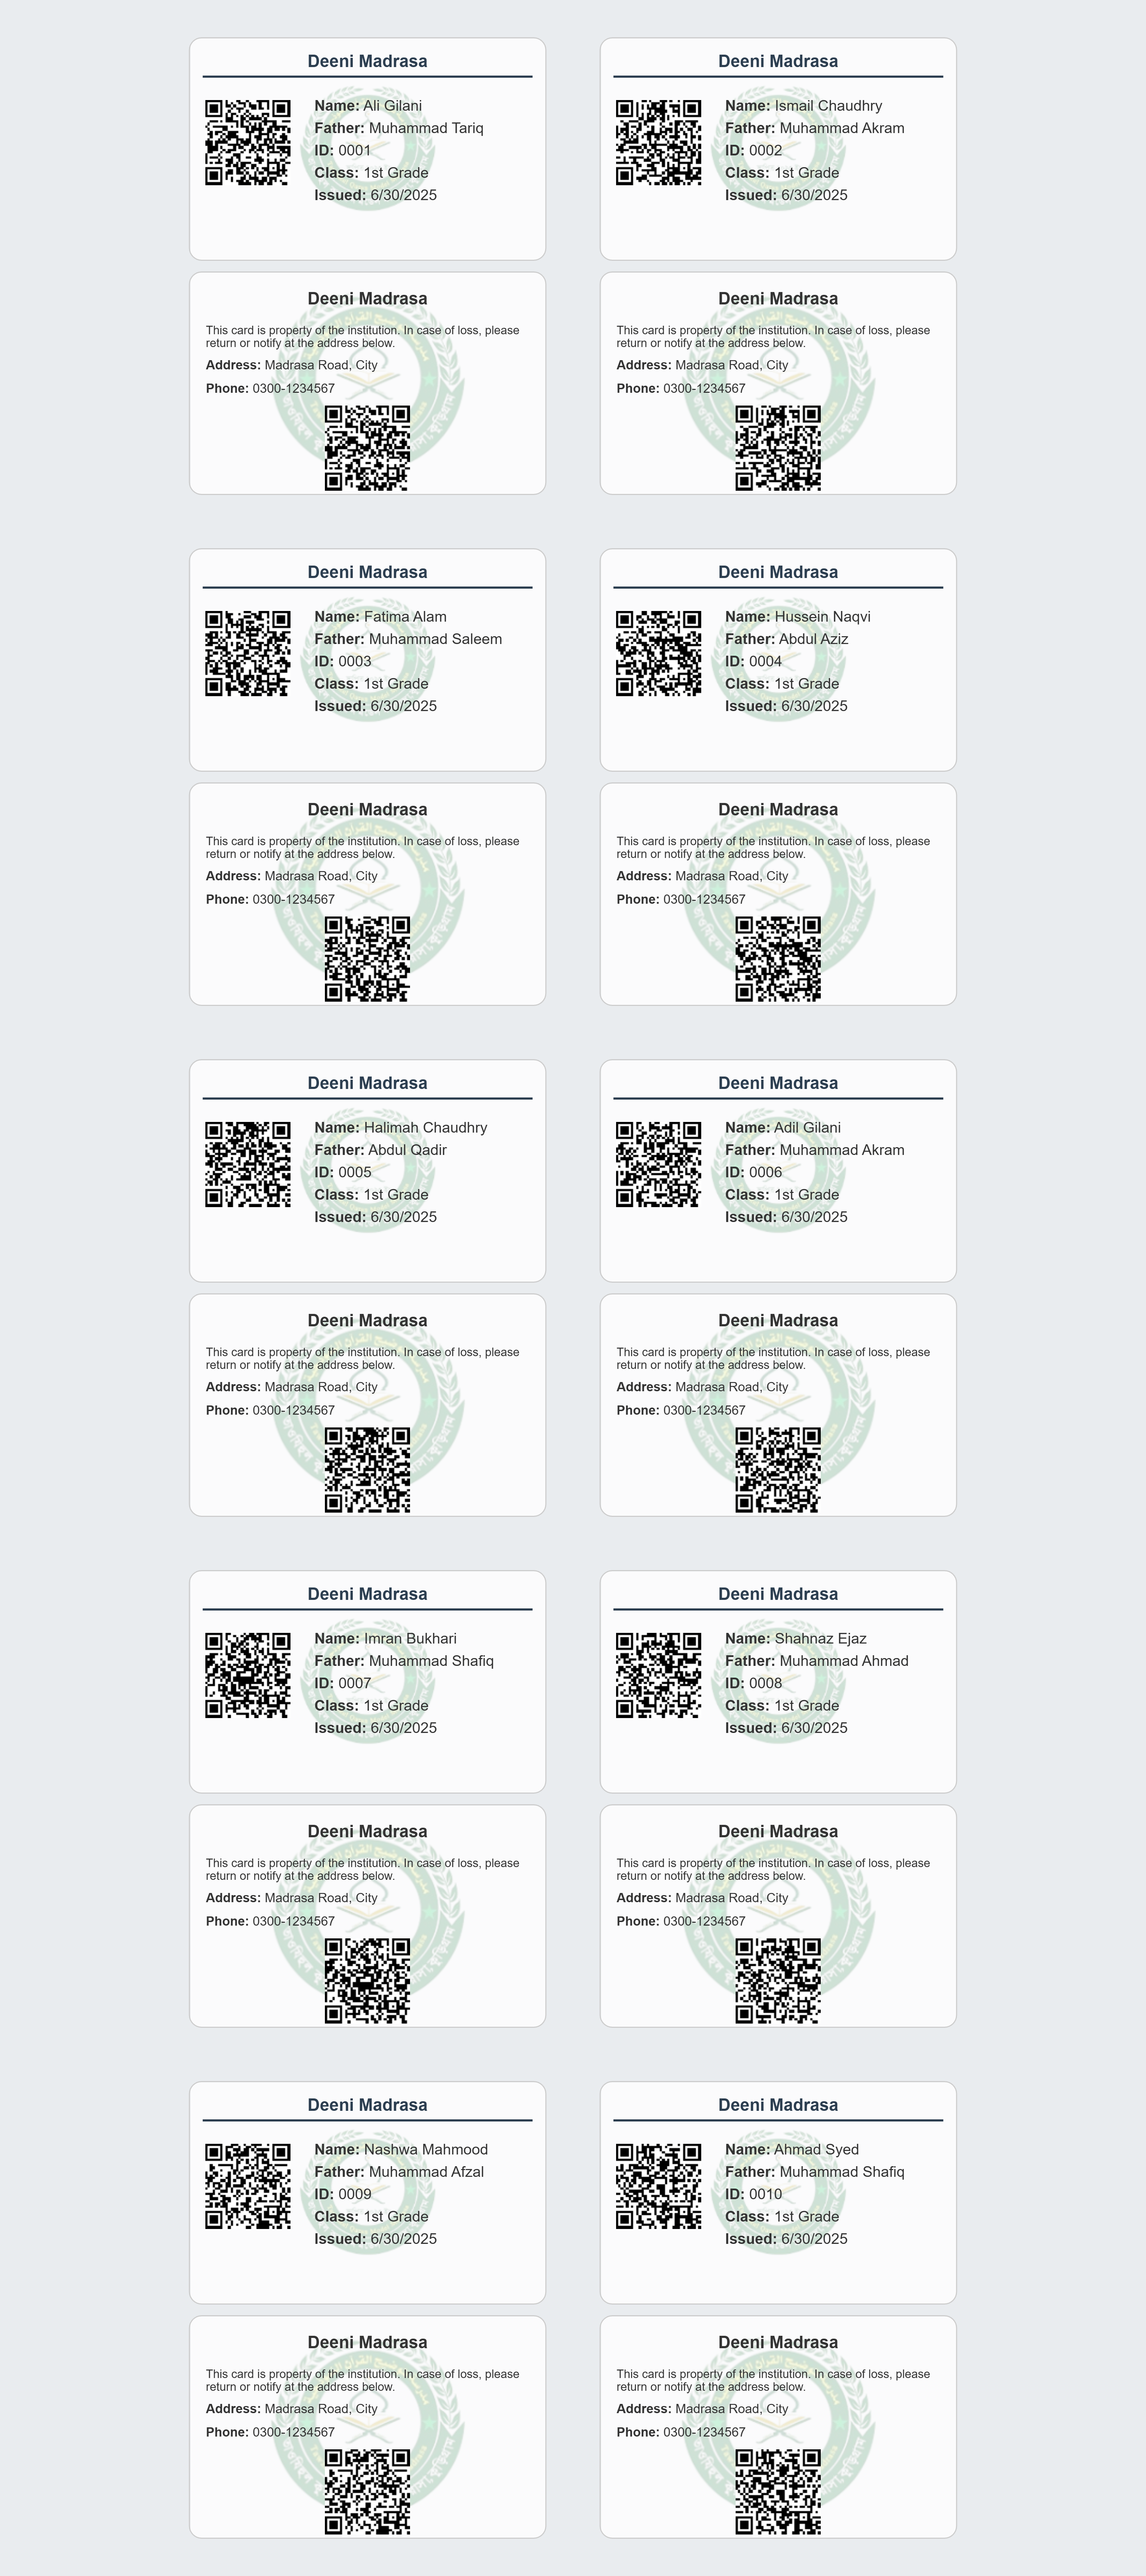 Deeni Madrasa
Name: Ali Gilani
Father: Muhammad Tariq
ID: 0001
Class: 1st Grade
Issued: 6/30/2025
Deeni Madrasa
Name: Ismail Chaudhry
Father: Muhammad Akram
ID: 0002
Class: 1st Grade
Issued: 6/30/2025
Deeni Madrasa
This card is property of the institution. In case of loss, please
return or notify at the address below.
Address: Madrasa Road, City
Phone: 0300-1234567
Deeni Madrasa
This card is property of the institution. In case of loss, please
return or notify at the address below.
Address: Madrasa Road, City
Phone: 0300-1234567
Deeni Madrasa
Name: Fatima Alam
Father: Muhammad Saleem
ID: 0003
Class: 1st Grade
Issued: 6/30/2025
Deeni Madrasa
Name: Hussein Naqvi
Father: Abdul Aziz
ID: 0004
Class: 1st Grade
Issued: 6/30/2025
Deeni Madrasa
This card is property of the institution. In case of loss, please
return or notify at the address below.
Address: Madrasa Road, City
Phone: 0300-1234567
Deeni Madrasa
This card is property of the institution. In case of loss, please
return or notify at the address below.
Address: Madrasa Road, City
Phone: 0300-1234567
Deeni Madrasa
Name: Halimah Chaudhry
Father: Abdul Qadir
ID: 0005
Class: 1st Grade
Issued: 6/30/2025
Deeni Madrasa
Name: Adil Gilani
Father: Muhammad Akram
ID: 0006
Class: 1st Grade
Issued: 6/30/2025
Deeni Madrasa
This card is property of the institution. In case of loss, please
return or notify at the address below.
Address: Madrasa Road, City
Phone: 0300-1234567
Deeni Madrasa
This card is property of the institution. In case of loss, please
return or notify at the address below.
Address: Madrasa Road, City
Phone: 0300-1234567
Deeni Madrasa
Name: Imran Bukhari
Father: Muhammad Shafiq
ID: 0007
Class: 1st Grade
Issued: 6/30/2025
Deeni Madrasa
Name: Shahnaz Ejaz
Father: Muhammad Ahmad
ID: 0008
Class: 1st Grade
Issued: 6/30/2025
Deeni Madrasa
This card is property of the institution. In case of loss, please
return or notify at the address below.
Address: Madrasa Road, City
Phone: 0300-1234567
Deeni Madrasa
This card is property of the institution. In case of loss, please
return or notify at the address below.
Address: Madrasa Road, City
Phone: 0300-1234567
Deeni Madrasa
Name: Nashwa Mahmood
Father: Muhammad Afzal
ID: 0009
Class: 1st Grade
Issued: 6/30/2025
Deeni Madrasa
Name: Ahmad Syed
Father: Muhammad Shafiq
ID: 0010
Class: 1st Grade
Issued: 6/30/2025
Deeni Madrasa
This card is property of the institution. In case of loss, please
return or notify at the address below.
Address: Madrasa Road, City
Phone: 0300-1234567
Deeni Madrasa
This card is property of the institution. In case of loss, please
return or notify at the address below.
Address: Madrasa Road, City
Phone: 0300-1234567